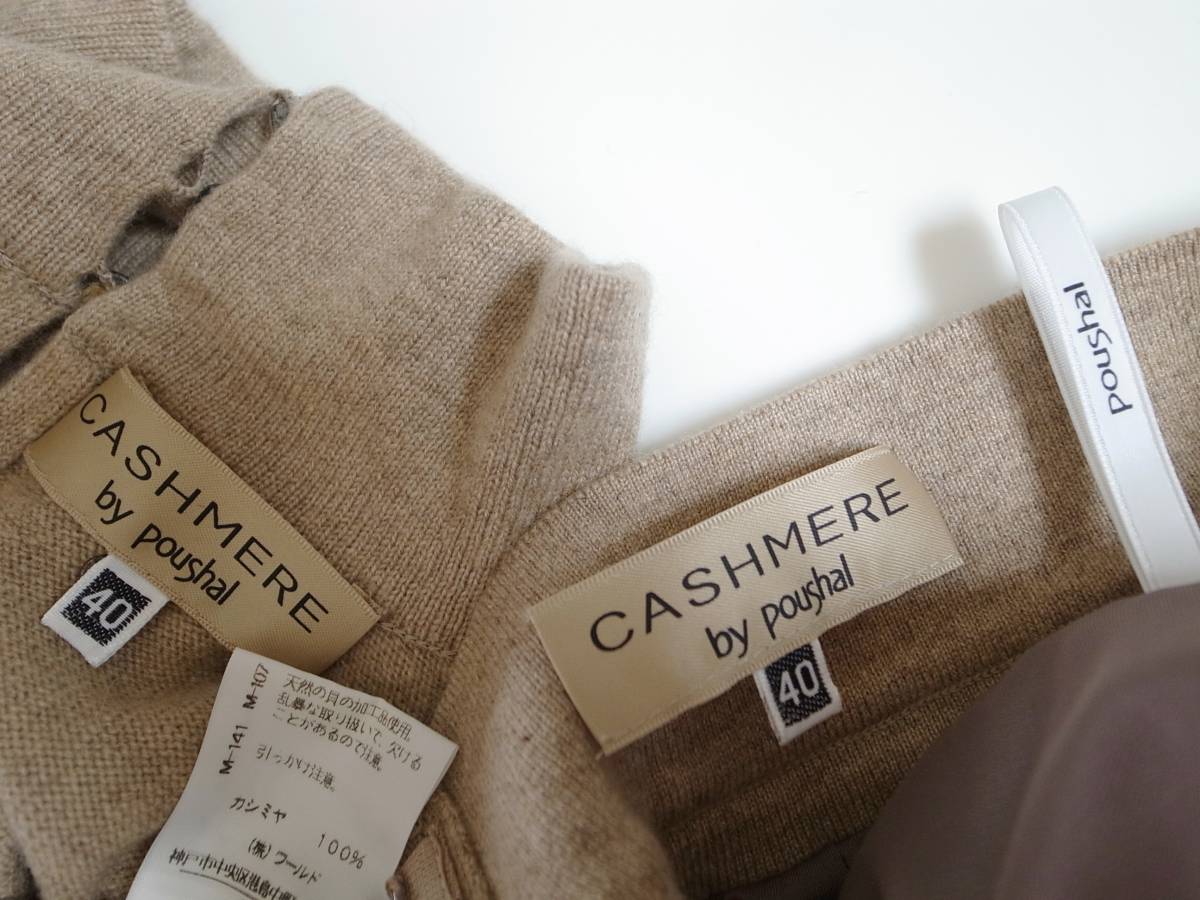 CASHMERE
by poushal
40
M-107
M-141
天然の貝の加工品使用。
乱暴な取り扱いで、欠ける
ことがあるので注意。
引っかけ注意。
カシミヤ
100%
(株)ワールド
神戸市中央区港島中
CASHMERE
by poushal
40
poushal